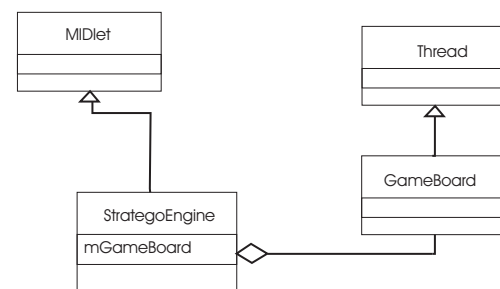 MIDlet
Thread
GameBoard
StrategoEngine
mGameBoard